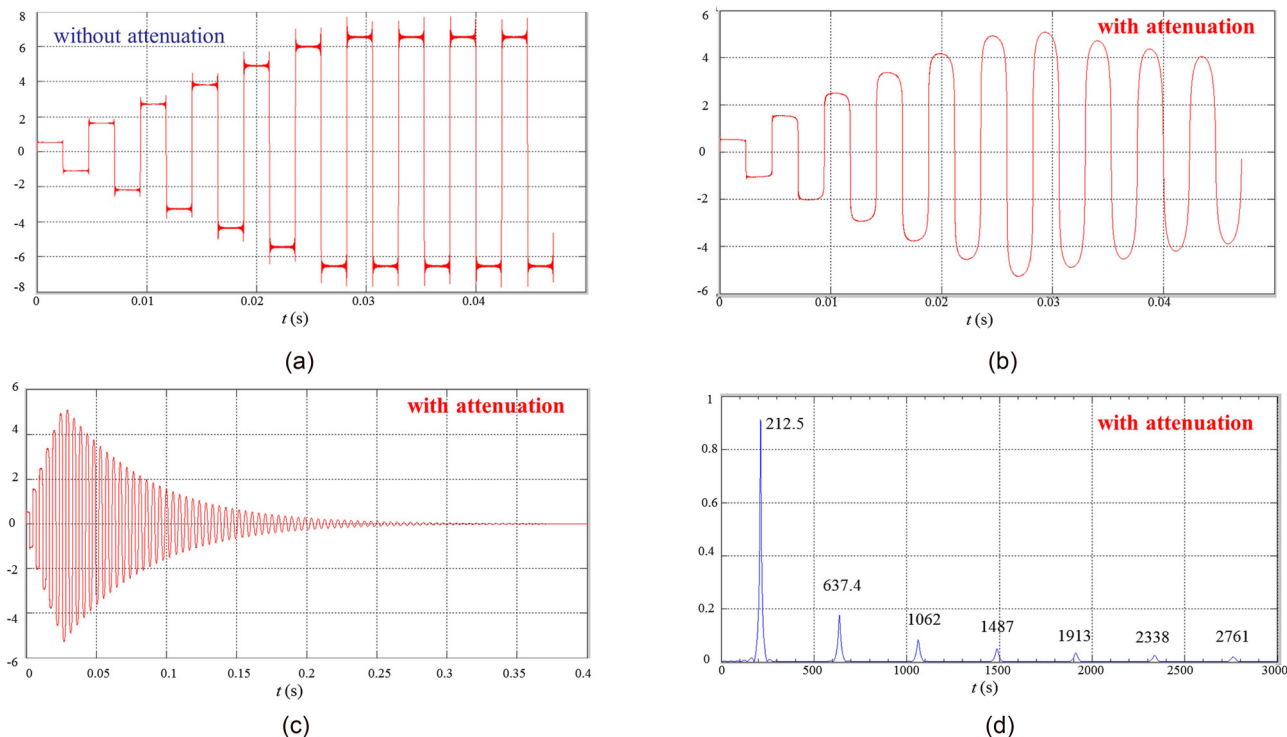 8
6
4
2
0
-2
-4
-6
-8
without attenuation
0 0.01 0.02 0.03 0.04
t (s)
(a)
6
4
2
0
-2
-4
-6
with attenuation
0 0.01 0.02 0.03 0.04
t (s)
(b)
6
4
2
0
-2
-4
-6
with attenuation
0 0.05 0.1 0.15 0.2 0.25 0.3 0.35 0.4
t (s)
(c)
1
0.8
0.6
0.4
0.2
0
with attenuation
212.5
637.4
1062
1487
1913
2338
2761
0 500 1000 1500 2000 2500 3000
t (s)
(d)